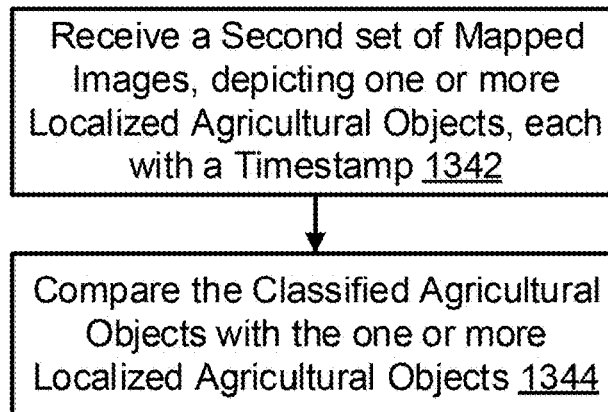 Receive a Second set of Mapped
Images, depicting one or more
Localized Agricultural Objects, each
with a Timestamp 1342
Compare the Classified Agricultural
Objects with the one or more
Localized Agricultural Objects 1344